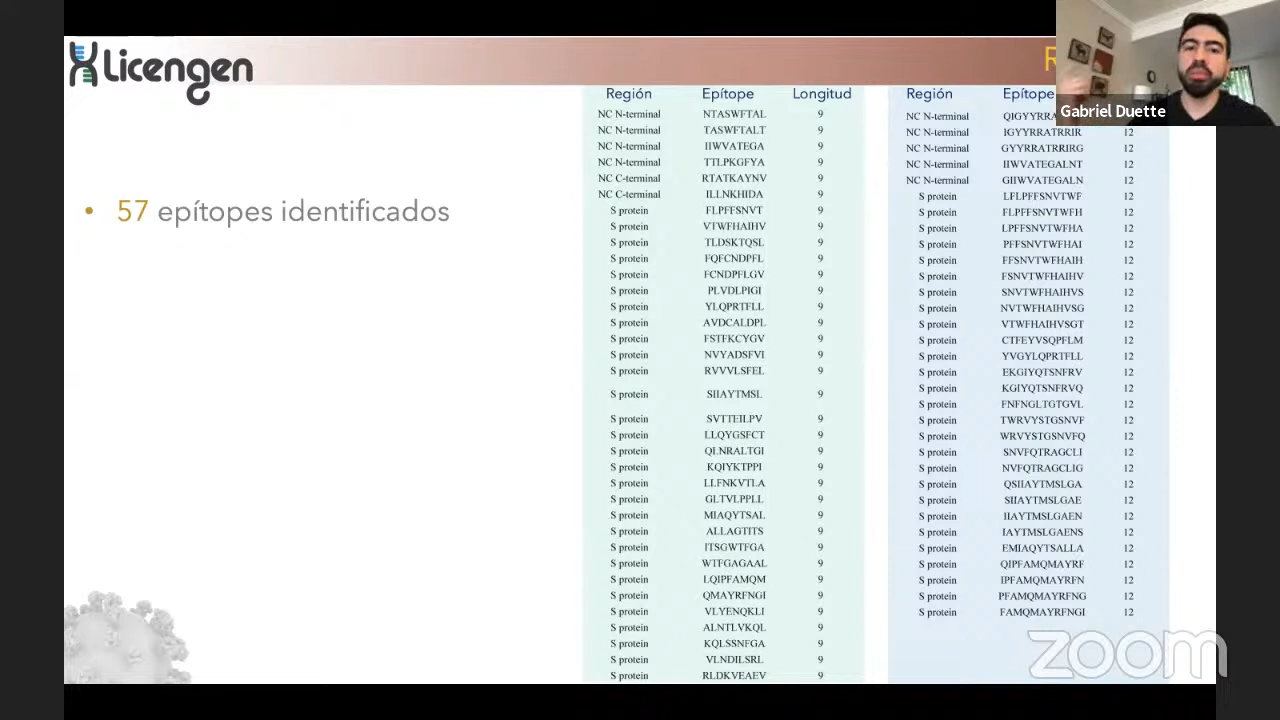 Licengen
Gabriel Duette
• 57 epítopes identificados
Región Epítope Longitud
NC N-terminal NTASWFTAL 9
NC N-terminal TASWFTALT 9
NC N-terminal IIWVATEGA 9
NC N-terminal TTLPKGFYA 9
NC C-terminal RTATKAYNV 9
NC C-terminal ILLNKHIDA 9
S protein FLPFFSNVT 9
S protein VTWFHAIHV 9
S protein TLDSKTQSL 9
S protein FQFCNDPFL 9
S protein FCNDPFLGV 9
S protein PLVDLPIGI 9
S protein YLQPRTFLL 9
S protein AVDCALDPL 9
S protein FSTFKCYGV 9
S protein NVYADSFVI 9
S protein RVVVLSFEL 9
S protein SIIAYTMSL 9
S protein SVTTEILPV 9
S protein LLQYGSFCT 9
S protein QLNRALTGI 9
S protein KQIYKTPPI 9
S protein LLFNKVTLA 9
S protein GLTVLPPLL 9
S protein MIAQYTSAL 9
S protein ALLAGTITS 9
S protein ITSGWTFGA 9
S protein WTFGAGAAL 9
S protein LQIPFAMQM 9
S protein QMAYRFNGI 9
S protein VLYENQKLI 9
S protein ALNTLVKQL 9
S protein KQLSSNFGA 9
S protein VLNDILSRL 9
S protein RLDKVEAEV 9
Región Epítope
NC N-terminal QIGYYRRA
NC N-terminal IGYYRRATRRIR 12
NC N-terminal GYYRRATRRIRG 12
NC N-terminal IIWVATEGALNT 12
NC N-terminal GIIWVATEGALN 12
S protein LFLPFFSNVTWF 12
S protein FLPFFSNVTWFH 12
S protein LPFFSNVTWFHA 12
S protein PFFSNVTWFHAI 12
S protein FFSNVTWFHAIH 12
S protein FSNVTWFHAIHV 12
S protein SNVTWFHAIHVS 12
S protein NVTWFHAIHVSG 12
S protein VTWFHAIHVSGT 12
S protein CTFEYVSQPFLM 12
S protein YVGYLQPRTFLL 12
S protein EKGIYQTSNFRV 12
S protein KGIYQTSNFRVQ 12
S protein FNFNGLTGTGVL 12
S protein TWRVYSTGSNVF 12
S protein WRVYSTGSNVFQ 12
S protein SNVFQTRAGCLI 12
S protein NVFQTRAGCLIG 12
S protein QSIIAYTMSLGA 12
S protein SIIAYTMSLGAE 12
S protein IIAYTMSLGAEN 12
S protein IAYTMSLGAENS 12
S protein EMIAQYTSALLA 12
S protein QIPFAMQMAYRF 12
S protein IPFAMQMAYRFN 12
S protein PFAMQMAYRFNG 12
S protein FAMQMAYRFNGI 12
zoom